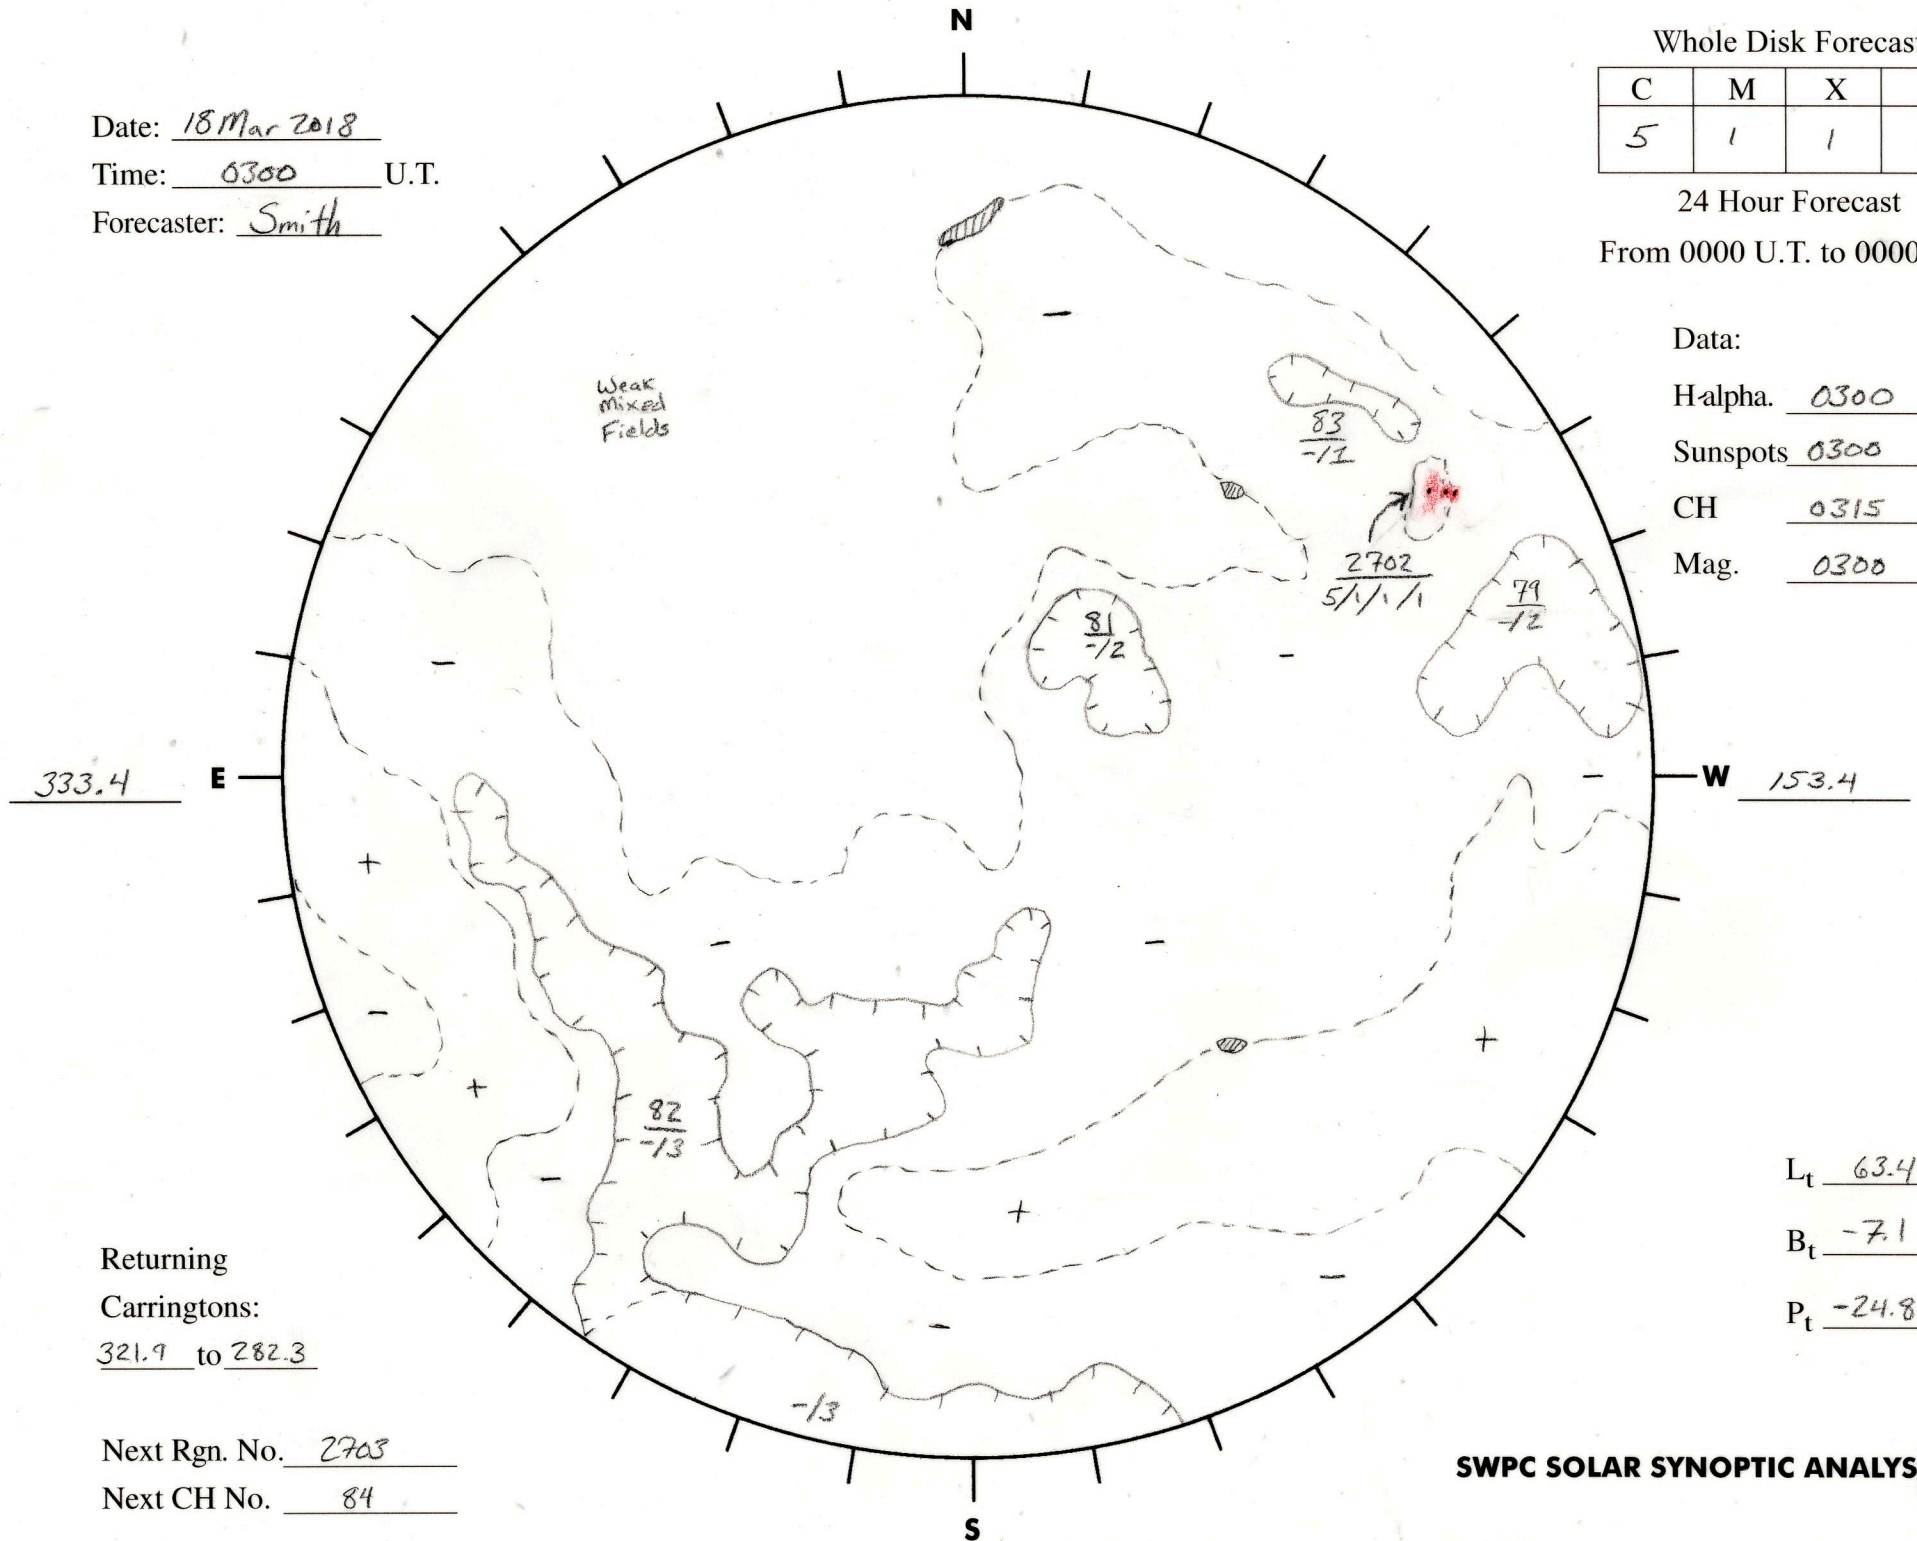 N
Whole Disk Forecas
C M X
5 1 1
24 Hour Forecast
From 0000 U.T. to 0000
Date: 18 Mar 2018
Time: 0300 U.T.
Forecaster: Smith
Data:
H-alpha. 0300
Sunspots 0300
CH 0315
Mag. 0300
Weak
Mixed
Fields
−
83
-/1
2702
5/1/1/1
79
-/2
81
-/2
−
−
333.4 E
−
W 153.4
+
−
−
−
+
+
82
-/3
−
+
−
−
-/3
Lt 63.4
Bt -7.1
Pt -24.8
Returning
Carringtons:
321.9 to 282.3
Next Rgn. No. 2703
Next CH No. 84
SWPC SOLAR SYNOPTIC ANALYS
S